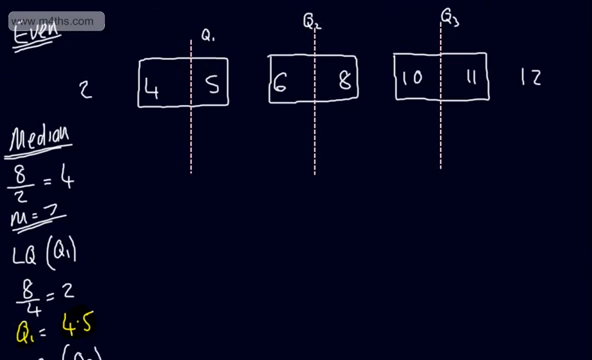 www.m4ths.com
Even
Q₁ Q₂ Q₃
2 4 5 6 8 10 11 12
Median
8/2 = 4
m = 7
LQ (Q₁)
8/4 = 2
Q₁ = 4.5